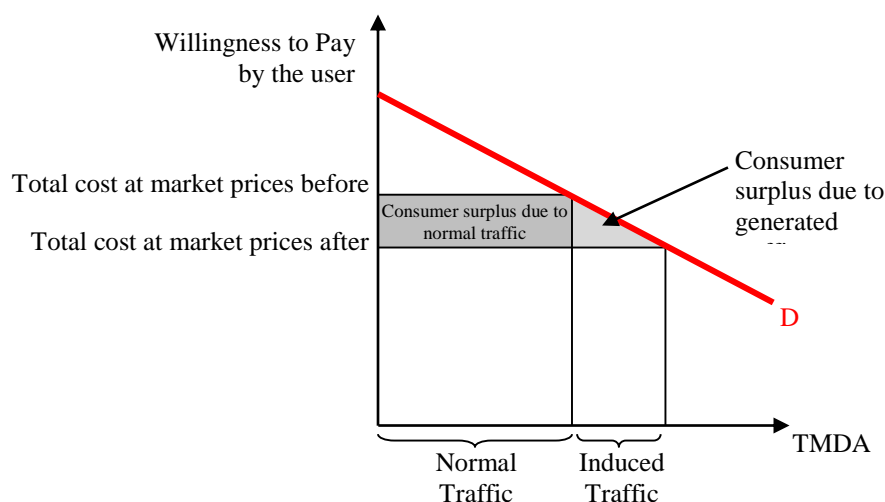 Willingness to Pay
by the user
Total cost at market prices before
Total cost at market prices after
Consumer surplus due to
normal traffic
Consumer
surplus due to
generated
D
TMDA
Normal
Traffic
Induced
Traffic